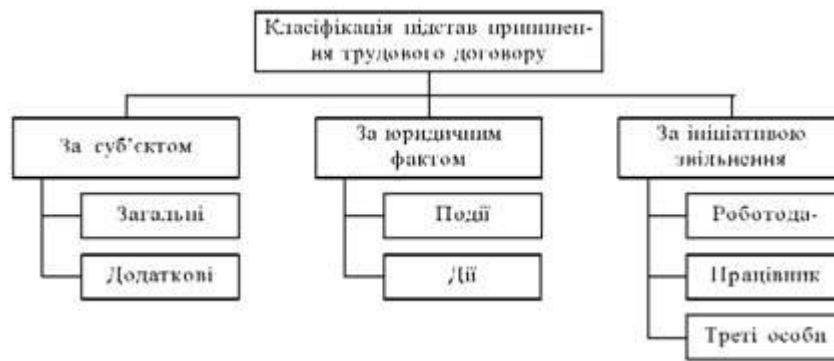 Класифікація підстав припинен-
ня трудового договору
За суб’єктом
Загальні
Додаткові
За юридичним
фактом
Події
Дії
За ініціативою
звільнення
Роботода-
Працівник
Треті особи